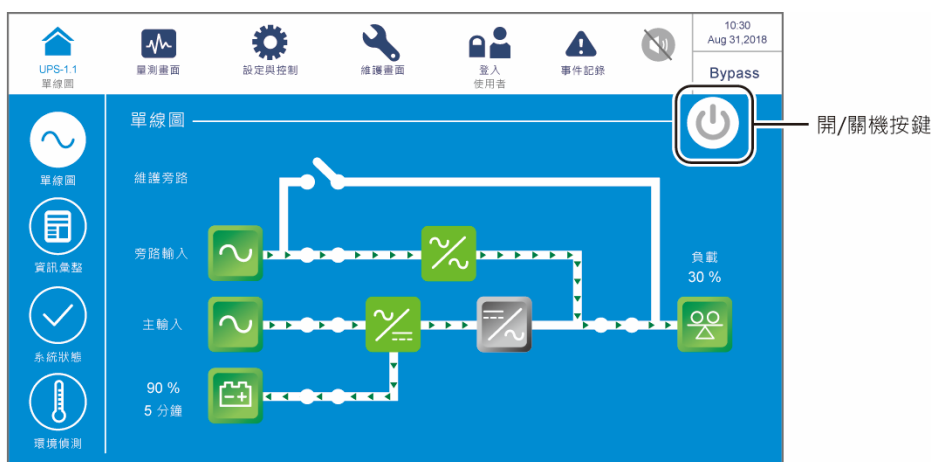 10:30
Aug 31,2018
Bypass
UPS-1.1
單線圖
量測畫面
設定與控制
維護畫面
登入
使用者
事件記錄
單線圖
開/關機按鍵
單線圖
維護旁路
資訊彙整
旁路輸入
負載
30 %
系統狀態
主輸入
90 %
5 分鐘
環境偵測